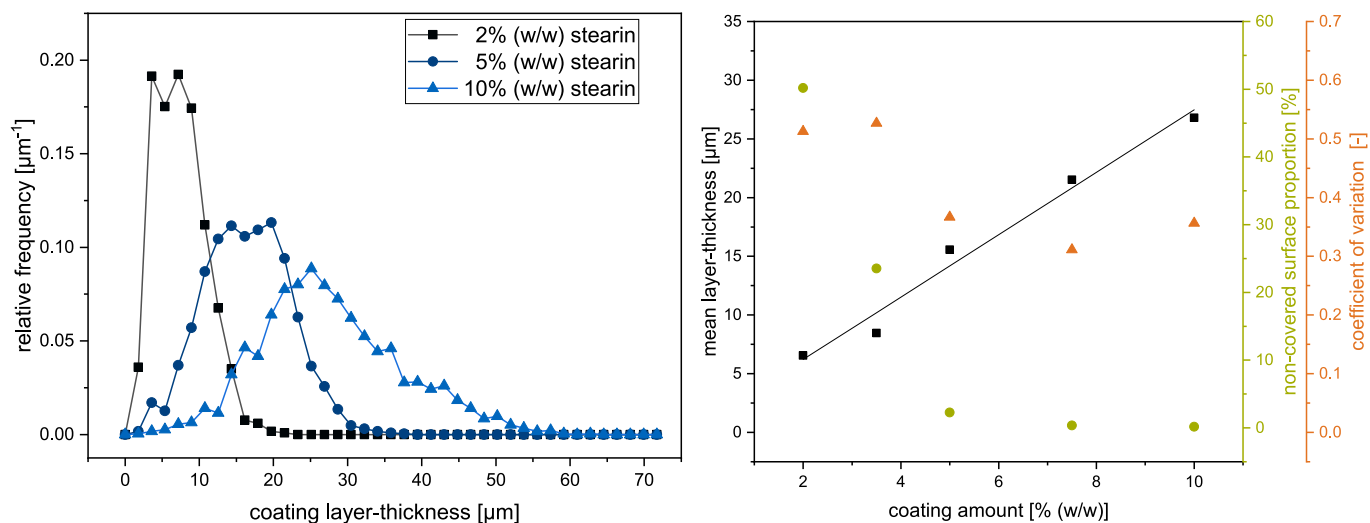 2% (w/w) stearin
5% (w/w) stearin
10% (w/w) stearin
relative frequency [µm⁻¹]
0.20
0.15
0.10
0.05
0.00
0 10 20 30 40 50 60 70
coating layer-thickness [µm]
mean layer-thickness [µm]
35
30
25
20
15
10
5
0
2 4 6 8 10
coating amount [% (w/w)]
60
50
40
30
20
10
0
non-covered surface proportion [%]
0.7
0.6
0.5
0.4
0.3
0.2
0.1
0.0
coefficient of variation [-]